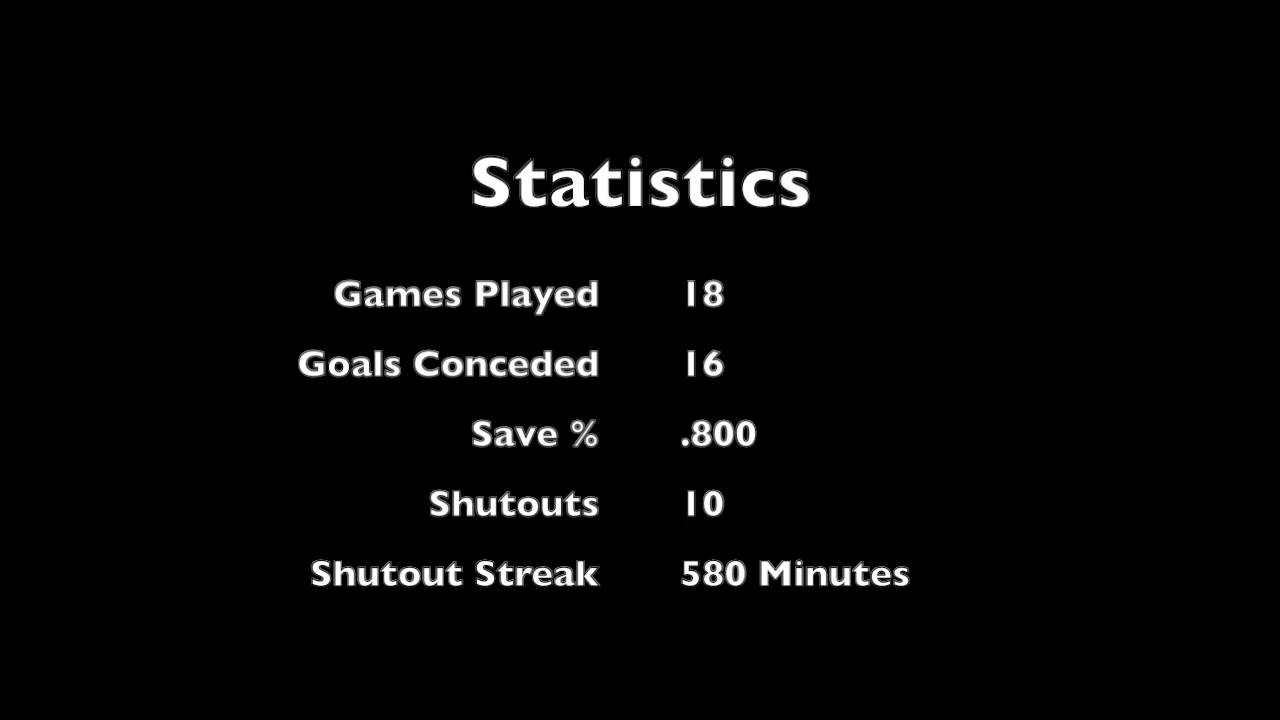 Statistics
Games Played 18
Goals Conceded 16
Save % .800
Shutouts 10
Shutout Streak 580 Minutes